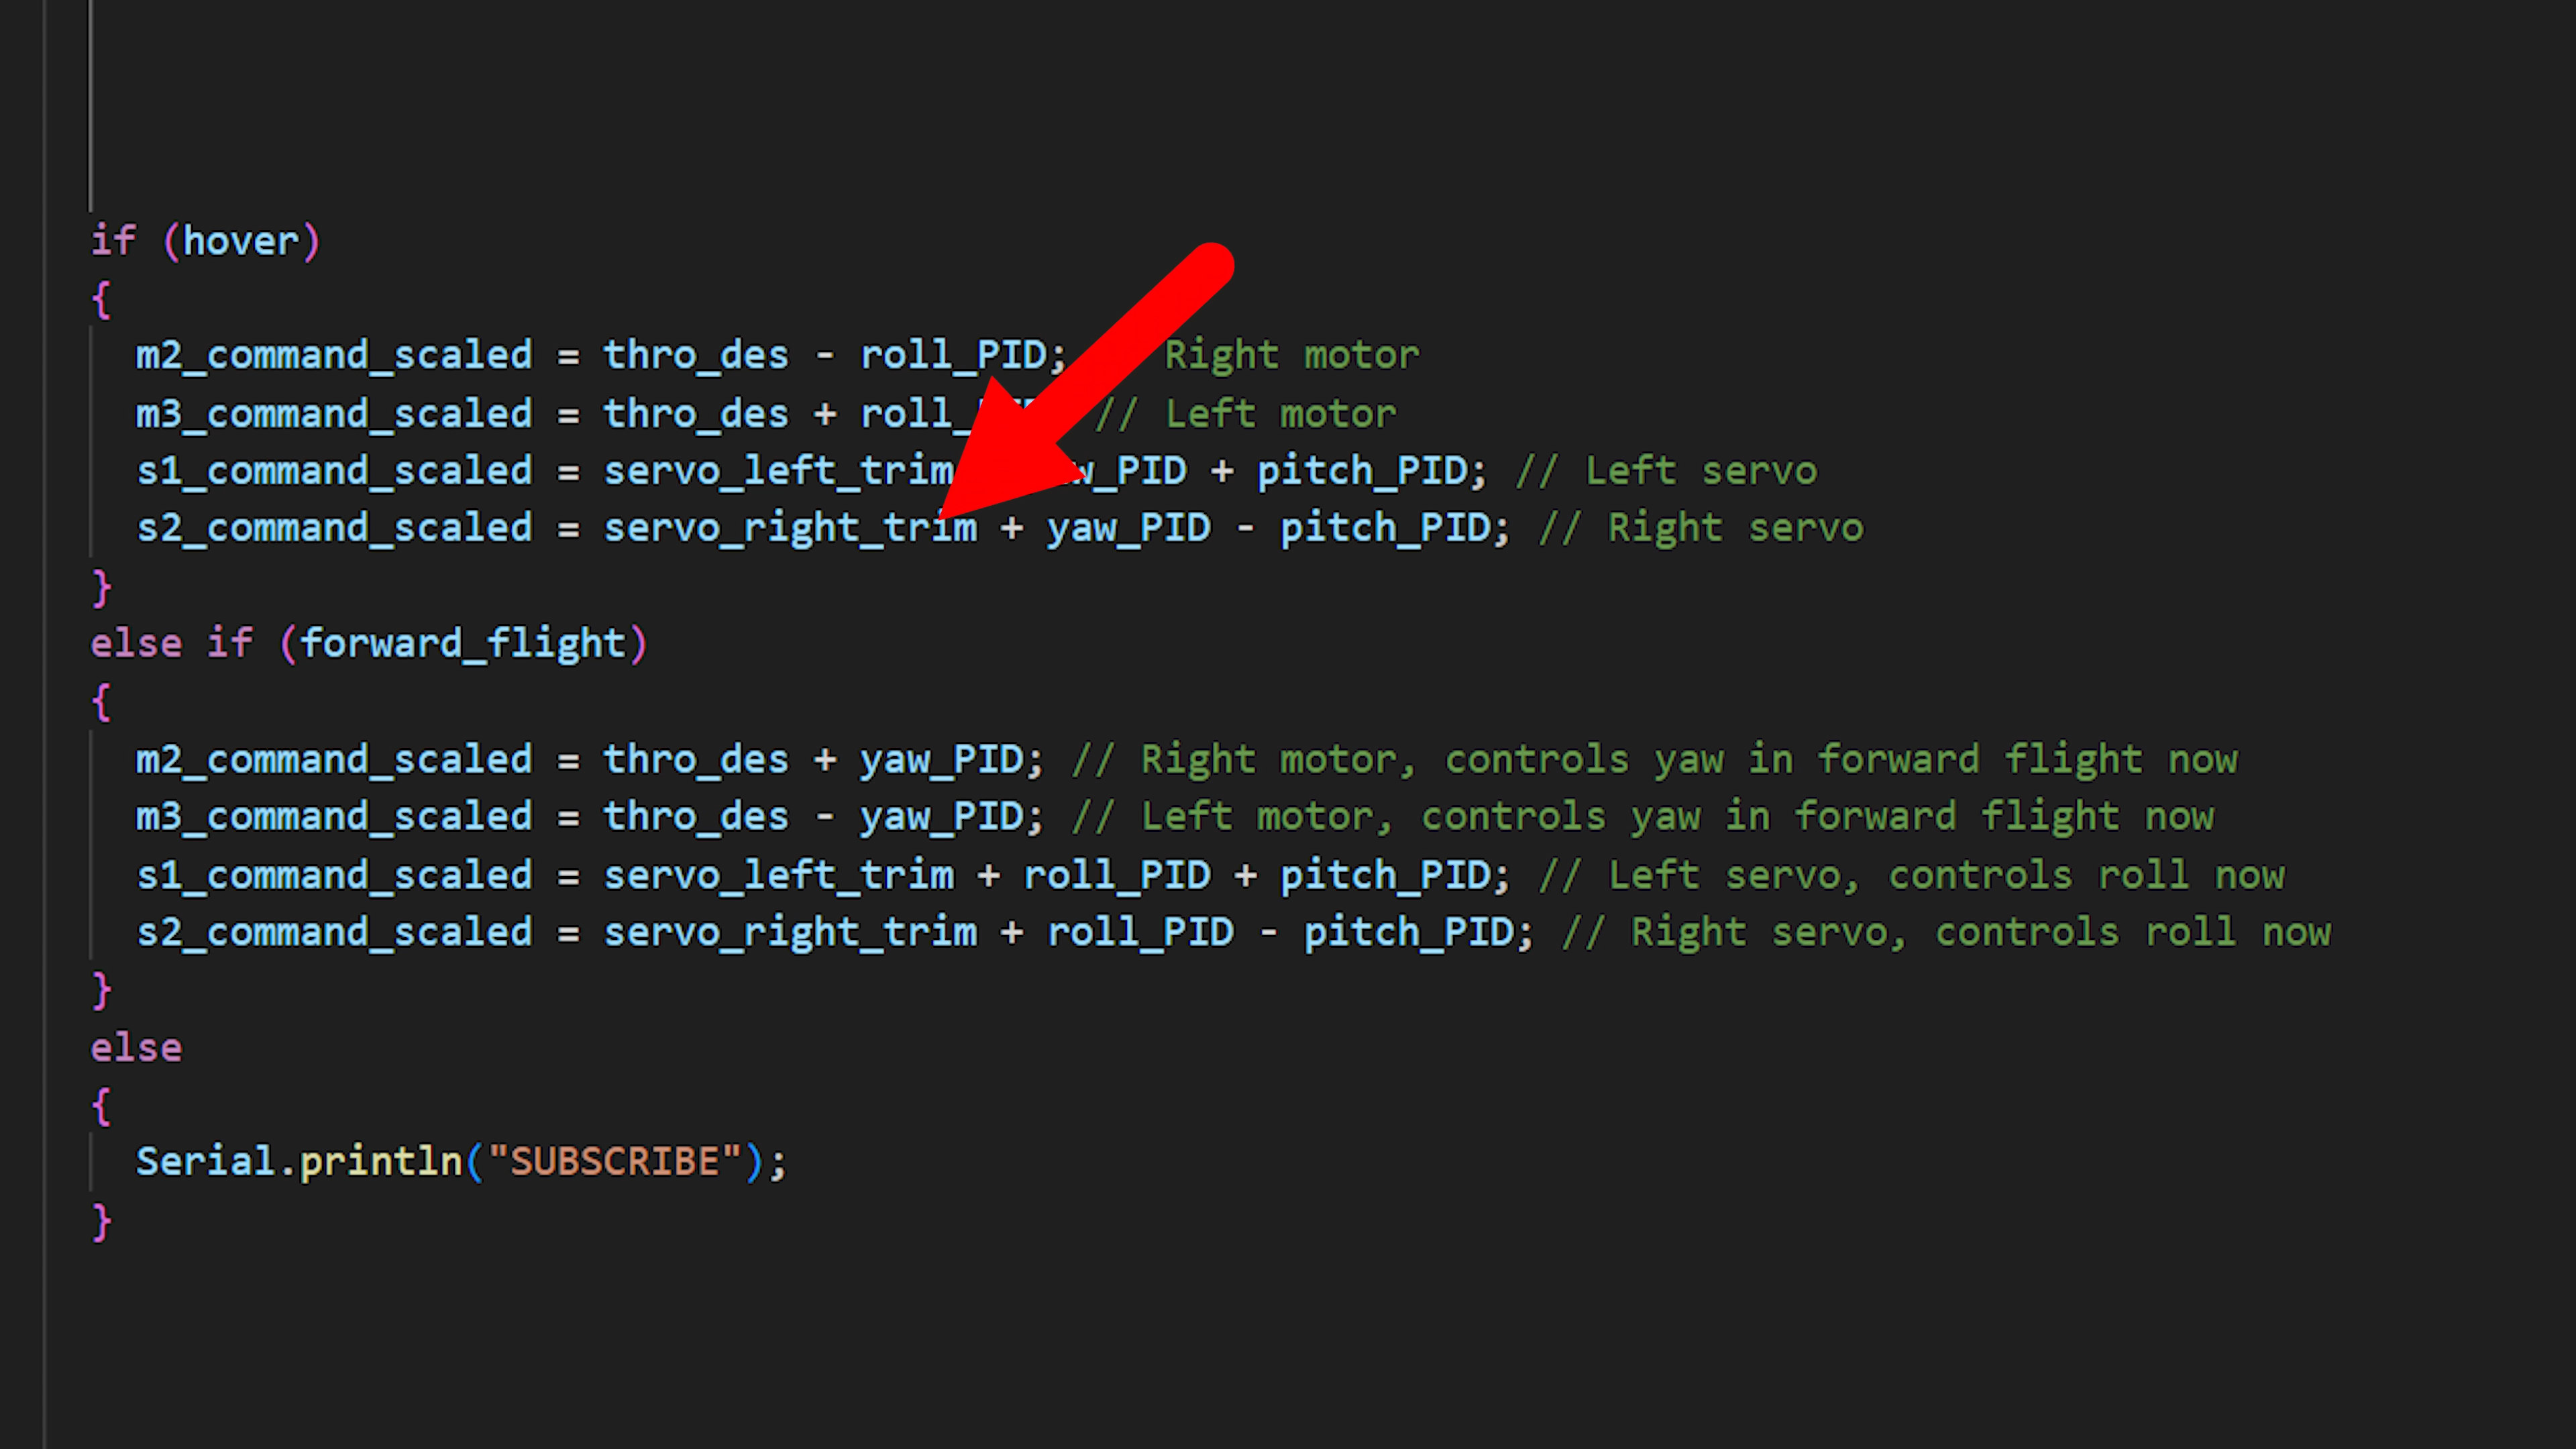 if (hover)
{
m2_command_scaled = thro_des - roll_PID; Right motor
m3_command_scaled = thro_des + // Left motor
s1_command_scaled = servo_left_trim + pitch_PID; // Left servo
s2_command_scaled = servo_right_trim + yaw_PID - pitch_PID; // Right servo
}
else if (forward_flight)
{
m2_command_scaled = thro_des + yaw_PID; // Right motor, controls yaw in forward flight now
m3_command_scaled = thro_des - yaw_PID; // Left motor, controls yaw in forward flight now
s1_command_scaled = servo_left_trim + roll_PID + pitch_PID; // Left servo, controls roll now
s2_command_scaled = servo_right_trim + roll_PID - pitch_PID; // Right servo, controls roll now
}
else
{
Serial.println("SUBSCRIBE");
}